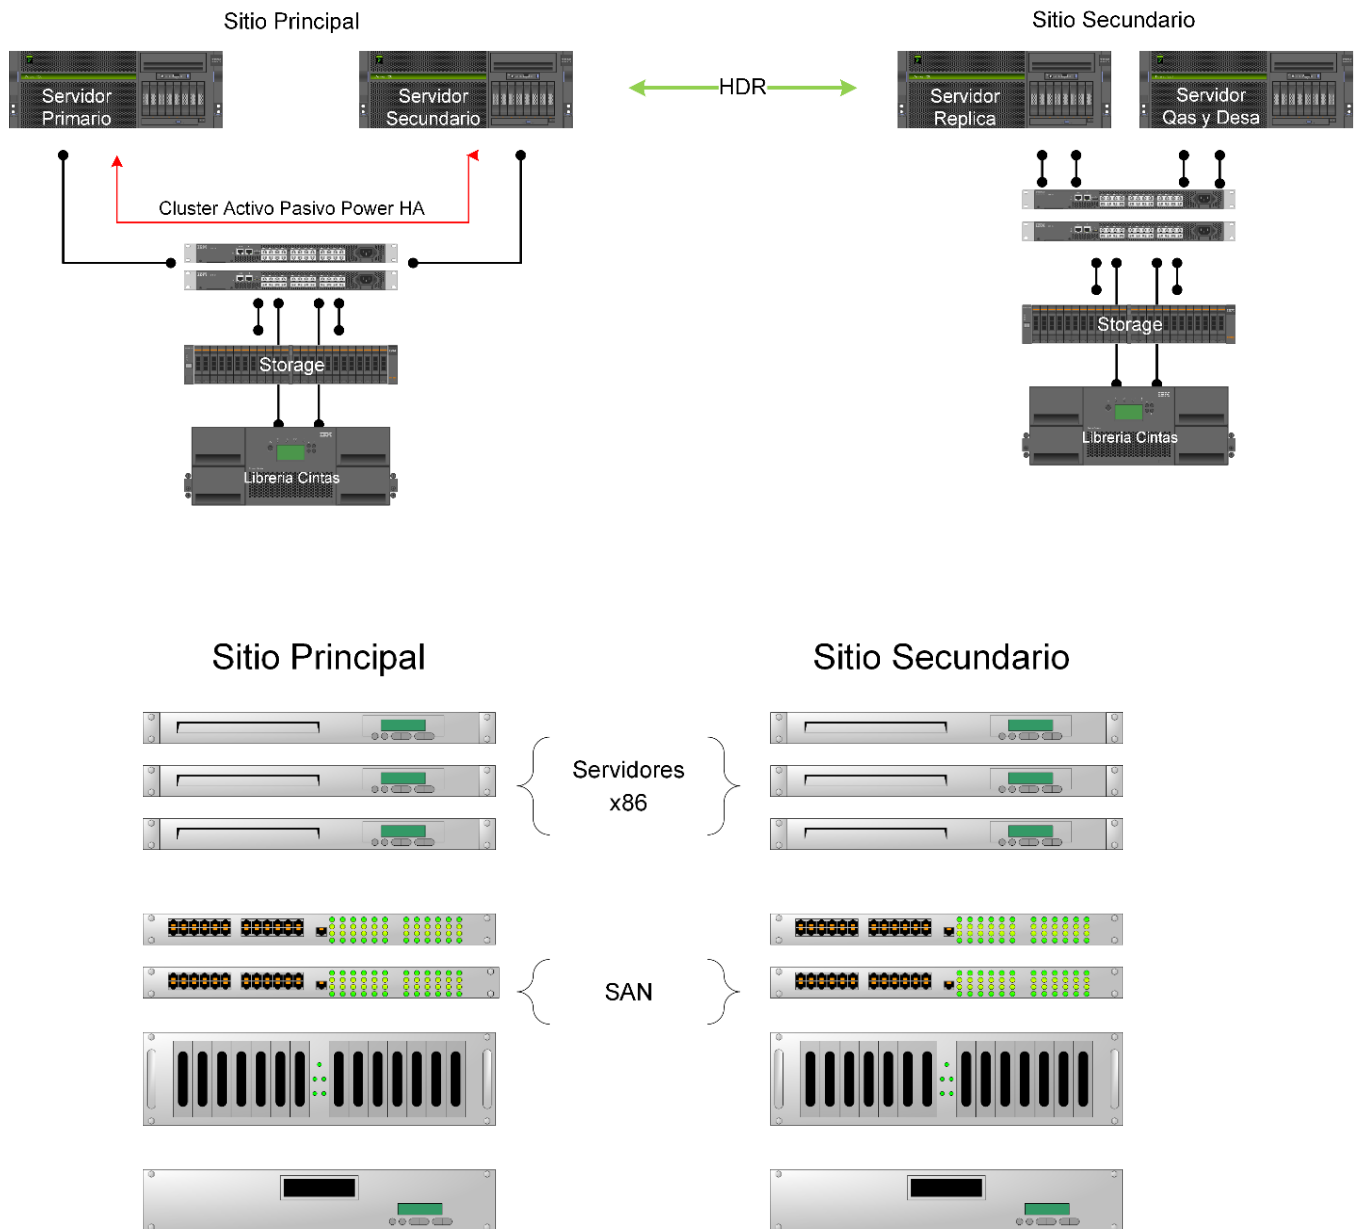 Sitio Principal
Sitio Secundario
Servidor
Primario
Servidor
Secundario
HDR
Servidor
Replica
Servidor
Qas y Desa
Cluster Activo Pasivo Power HA
Storage
Storage
Libreria Cintas
Libreria Cintas
Sitio Principal
Sitio Secundario
Servidores
x86
SAN